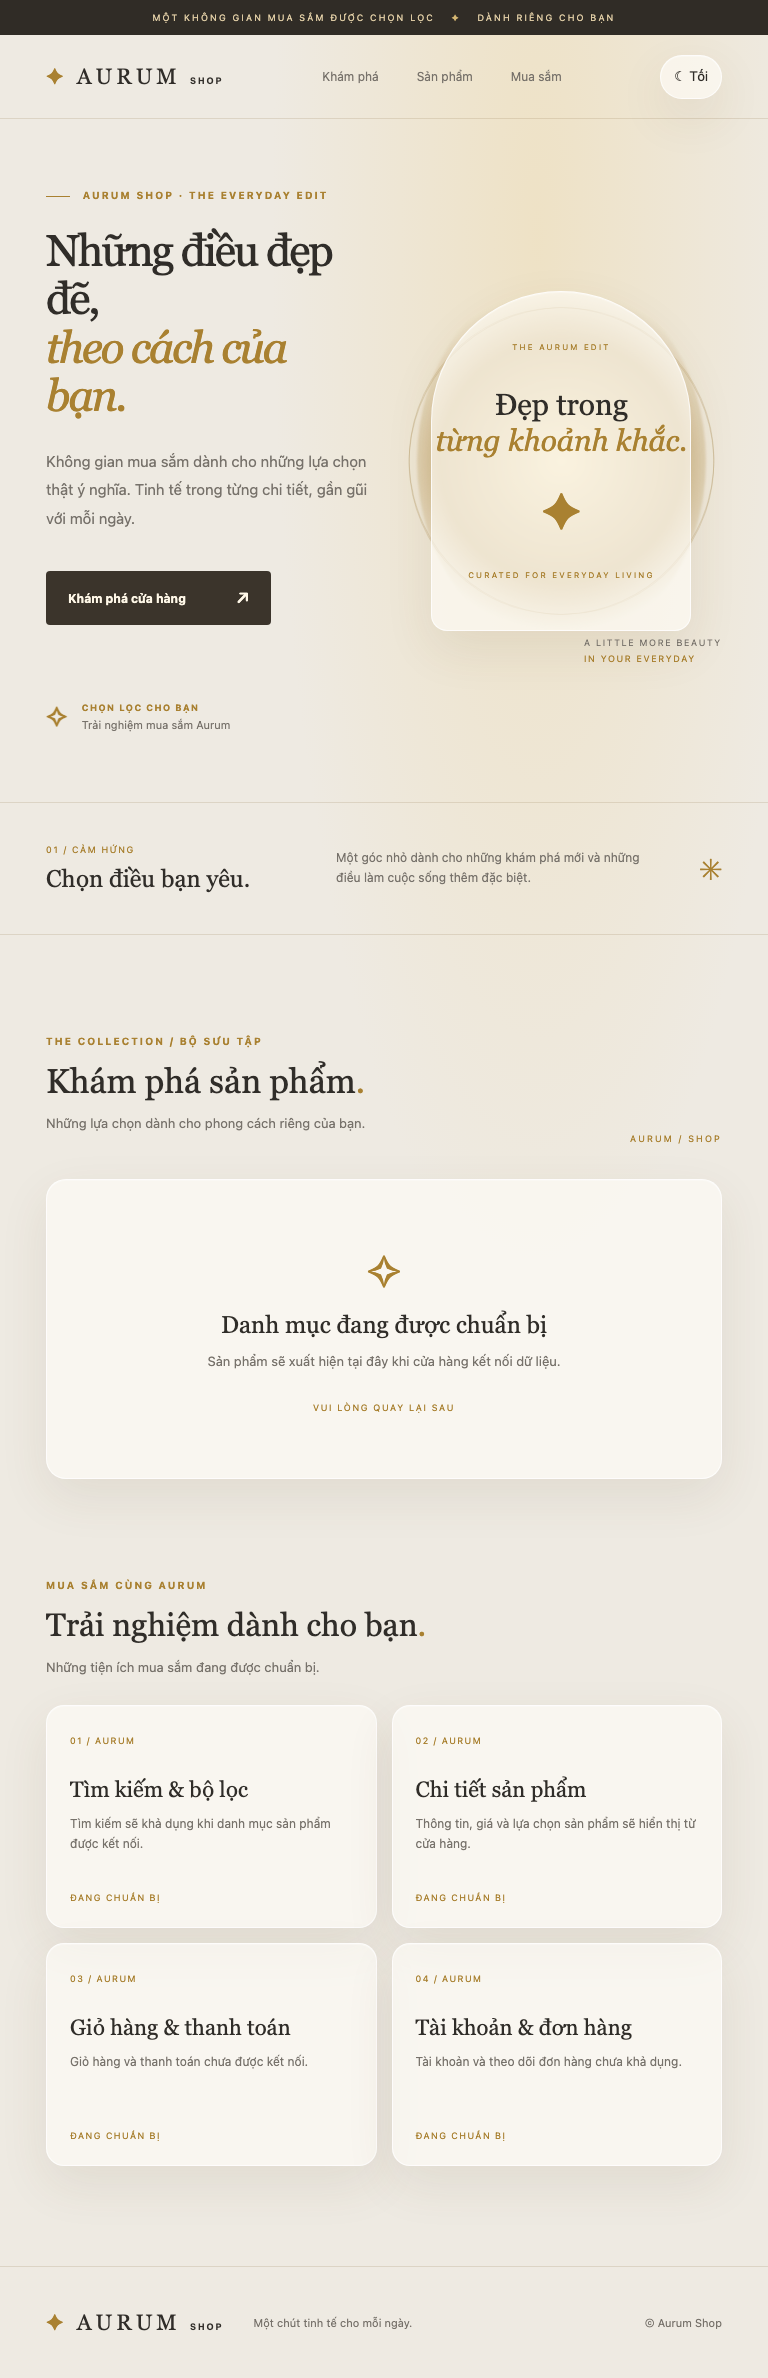 MỘT KHÔNG GIAN MUA SẮM ĐƯỢC CHỌN LỌC ✦ DÀNH RIÊNG CHO BẠN
AURUM SHOP
Khám phá
Sản phẩm
Mua sắm
☾ Tối
AURUM SHOP · THE EVERYDAY EDIT
Những điều đẹp
đẽ,
theo cách của
bạn.
Không gian mua sắm dành cho những lựa chọn
thật ý nghĩa. Tinh tế trong từng chi tiết, gần gũi
với mỗi ngày.
Khám phá cửa hàng
CHỌN LỌC CHO BẠN
Trải nghiệm mua sắm Aurum
THE AURUM EDIT
Đẹp trong
từng khoảnh khắc.
CURATED FOR EVERYDAY LIVING
A LITTLE MORE BEAUTY
IN YOUR EVERYDAY
01 / CẢM HỨNG
Chọn điều bạn yêu.
Một góc nhỏ dành cho những khám phá mới và những
điều làm cuộc sống thêm đặc biệt.
THE COLLECTION / BỘ SƯU TẬP
Khám phá sản phẩm.
Những lựa chọn dành cho phong cách riêng của bạn.
AURUM / SHOP
Danh mục đang được chuẩn bị
Sản phẩm sẽ xuất hiện tại đây khi cửa hàng kết nối dữ liệu.
VUI LÒNG QUAY LẠI SAU
MUA SẮM CÙNG AURUM
Trải nghiệm dành cho bạn.
Những tiện ích mua sắm đang được chuẩn bị.
01 / AURUM
Tìm kiếm & bộ lọc
Tìm kiếm sẽ khả dụng khi danh mục sản phẩm
được kết nối.
ĐANG CHUẨN BỊ
02 / AURUM
Chi tiết sản phẩm
Thông tin, giá và lựa chọn sản phẩm sẽ hiển thị từ
cửa hàng.
ĐANG CHUẨN BỊ
03 / AURUM
Giỏ hàng & thanh toán
Giỏ hàng và thanh toán chưa được kết nối.
ĐANG CHUẨN BỊ
04 / AURUM
Tài khoản & đơn hàng
Tài khoản và theo dõi đơn hàng chưa khả dụng.
ĐANG CHUẨN BỊ
AURUM SHOP
Một chút tinh tế cho mỗi ngày.
© Aurum Shop